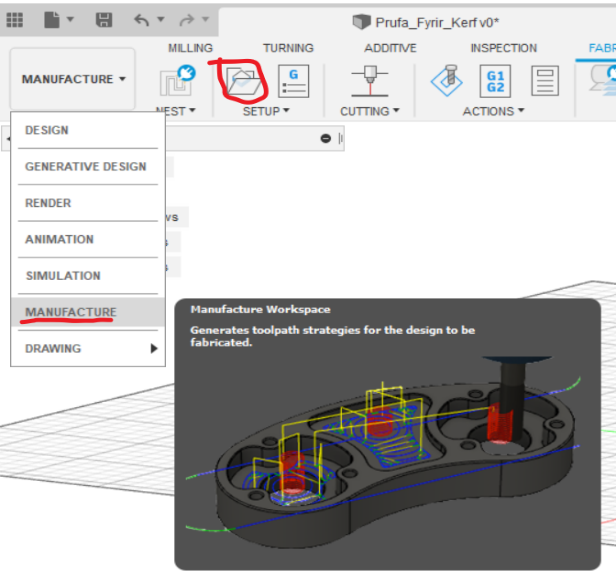 Prufa_Fyrir_Kerf v0*
MILLING TURNING ADDITIVE INSPECTION FABR
MANUFACTURE
G
G1
G2
NEST SETUP CUTTING ACTIONS
DESIGN
GENERATIVE DESIGN
RENDER
vs
ANIMATION
s
SIMULATION
s
MANUFACTURE
DRAWING
Manufacture Workspace
Generates toolpath strategies for the design to be
fabricated.